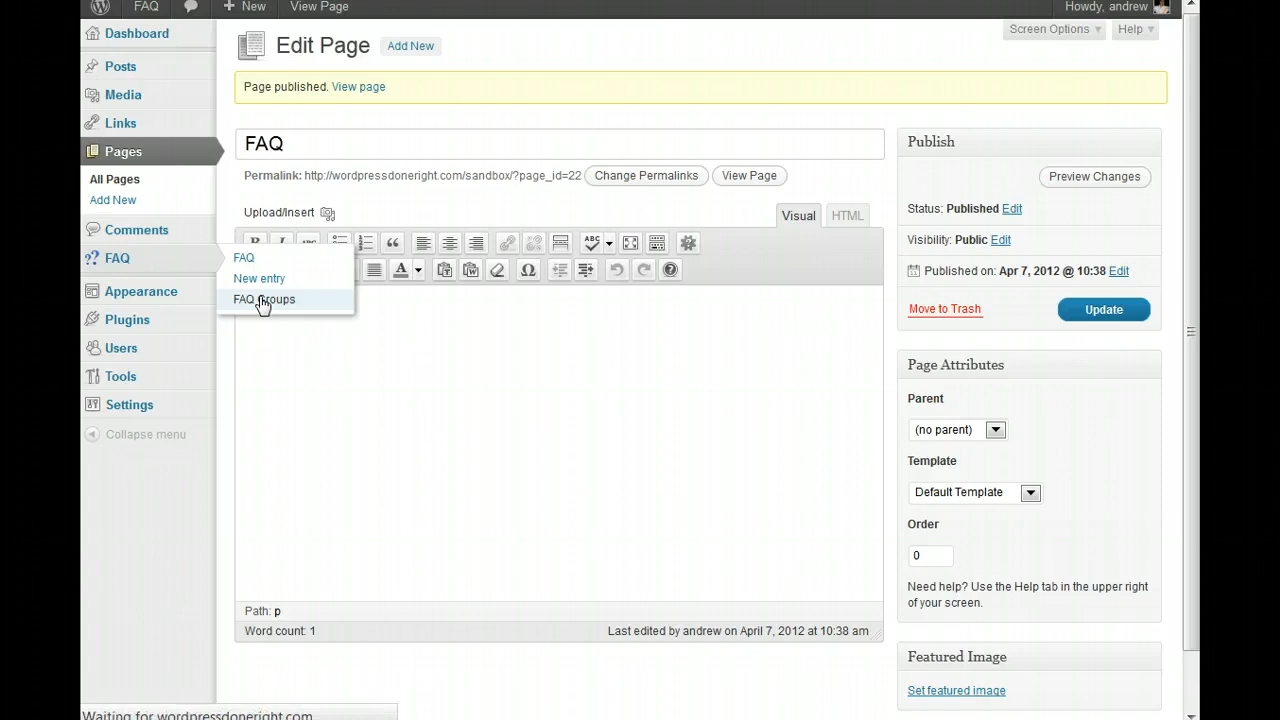 FAQ
New
View Page
Howdy, andrew
Dashboard
Posts
Media
Links
Pages
All Pages
Add New
Comments
FAQ
Appearance
Plugins
Users
Tools
Settings
Collapse menu
FAQ
New entry
FAQ Groups
Screen Options
Help
Edit Page
Add New
Page published. View page
FAQ
Permalink: http://wordpressdoneright.com/sandbox/?page_id=22
Change Permalinks
View Page
Upload/Insert
Visual
HTML
B I ABC
ABC
A
Ω
Path: p
Word count: 1
Last edited by andrew on April 7, 2012 at 10:38 am
Publish
Preview Changes
Status: Published Edit
Visibility: Public Edit
Published on: Apr 7, 2012 @ 10:38 Edit
Move to Trash
Update
Page Attributes
Parent
(no parent)
Template
Default Template
Order
0
Need help? Use the Help tab in the upper right
of your screen.
Featured Image
Set featured image
Waiting for wordpressdoneright.com